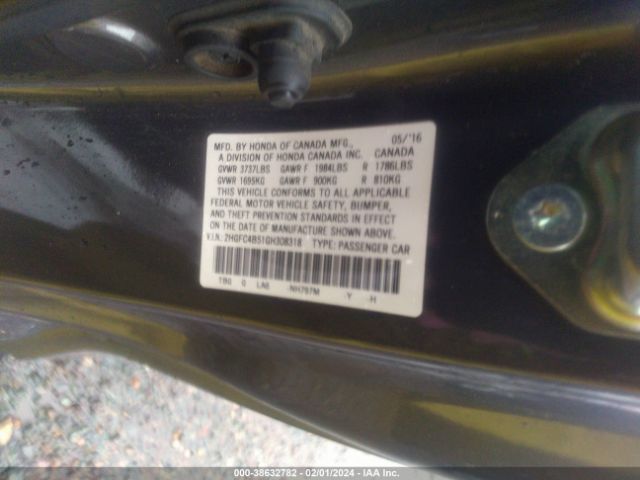 MFD. BY HONDA OF CANADA MFG., 05/'16
A DIVISION OF HONDA CANADA INC. CANADA
GVWR 3737LBS GAWR F 1984LBS R 1786LBS
GVWR 1695KG GAWR F 900KG R 810KG
THIS VEHICLE CONFORMS TO ALL APPLICABLE
FEDERAL MOTOR VEHICLE SAFETY, BUMPER,
AND THEFT PREVENTION STANDARDS IN EFFECT
ON THE DATE OF MANUFACTURE SHOWN ABOVE.
V.I.N.: 2HGFC4B51GH308318 TYPE: PASSENGER CAR
TBG 0 LA6 -NH797M -Y -H
000-38632782 - 02/01/2024 - IAA Inc.